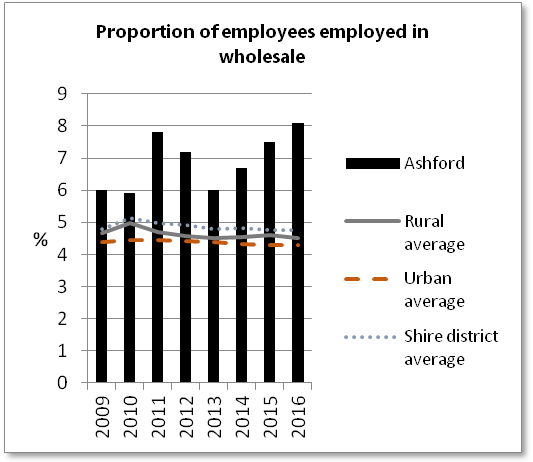 Proportion of employees employed in
wholesale
9
8
7
6
5
4
3
2
1
0
%
2009
2010
2011
2012
2013
2014
2015
2016
Ashford
Rural
average
Urban
average
Shire district
average